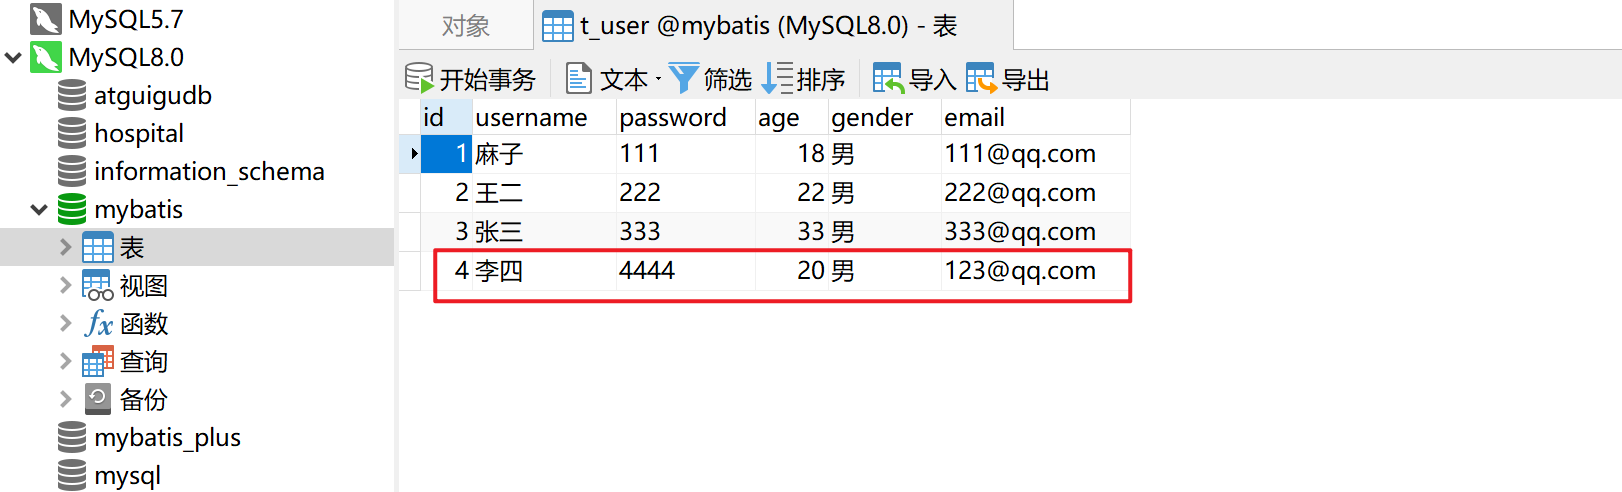 MySQL5.7
MySQL8.0
atguigudb
hospital
information_schema
mybatis
表
视图
函数
查询
备份
mybatis_plus
mysql
对象
t_user @mybatis (MySQL8.0) - 表
开始事务 文本 筛选 排序 导入 导出
id username password age gender email
1 麻子 111 18 男 111@qq.com
2 王二 222 22 男 222@qq.com
3 张三 333 33 男 333@qq.com
4 李四 4444 20 男 123@qq.com